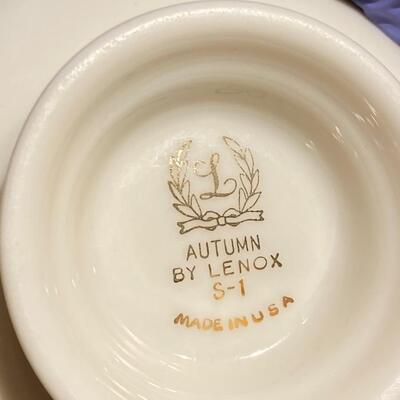 L
AUTUMN
BY LENOX
S-1
MADE IN USA